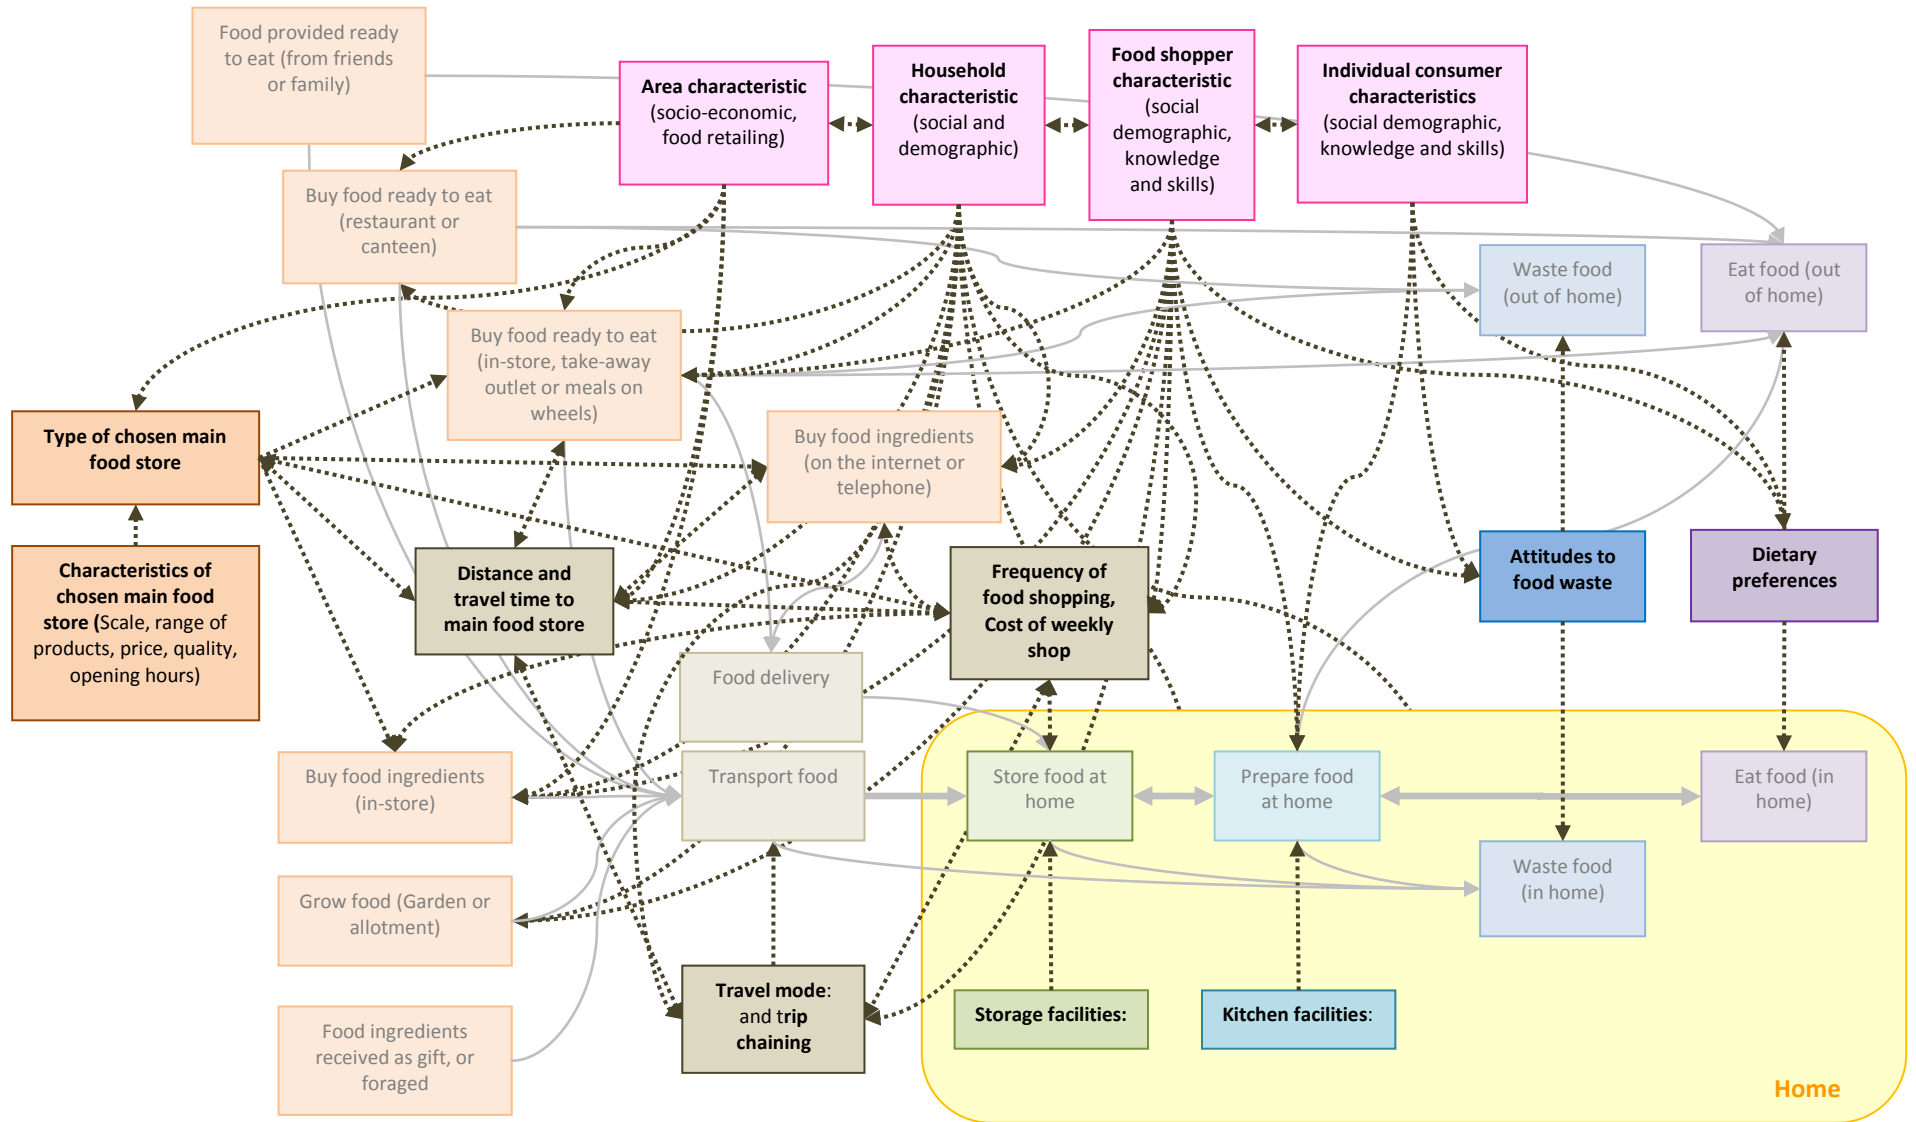 Food provided ready
to eat (from friends
or family)
Area characteristic
(socio-economic,
food retailing)
Household
characteristic
(social and
demographic)
Food shopper
characteristic
(social
demographic,
knowledge
and skills)
Individual consumer
characteristics
(social demographic,
knowledge and skills)
Buy food ready to eat
(restaurant or
canteen)
Waste food
(out of home)
Eat food (out
of home)
Buy food ready to eat
(in-store, take-away
outlet or meals on
wheels)
Type of chosen main
food store
Buy food ingredients
(on the internet or
telephone)
Characteristics of
chosen main food
store (Scale, range of
products, price, quality,
opening hours)
Distance and
travel time to
main food store
Frequency of
food shopping,
Cost of weekly
shop
Attitudes to
food waste
Dietary
preferences
Food delivery
Buy food ingredients
(in-store)
Transport food
Store food at
home
Prepare food
at home
Eat food (in
home)
Waste food
(in home)
Grow food (Garden or
allotment)
Travel mode:
and trip
chaining
Storage facilities:
Kitchen facilities:
Food ingredients
received as gift, or
foraged
Home